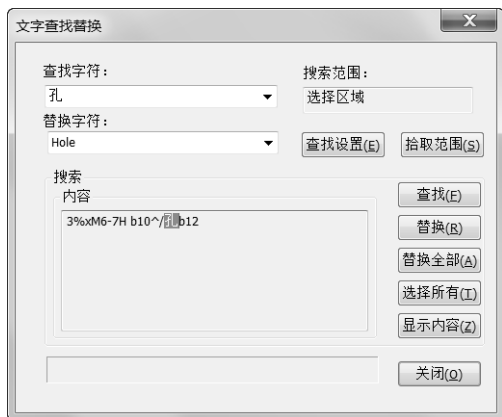 文字查找替换
查找字符：
孔
搜索范围：
选择区域
替换字符：
Hole
查找设置(E)
拾取范围(S)
搜索
内容
3%xM6-7H b10^/孔b12
查找(F)
替换(R)
替换全部(A)
选择所有(T)
显示内容(Z)
关闭(O)